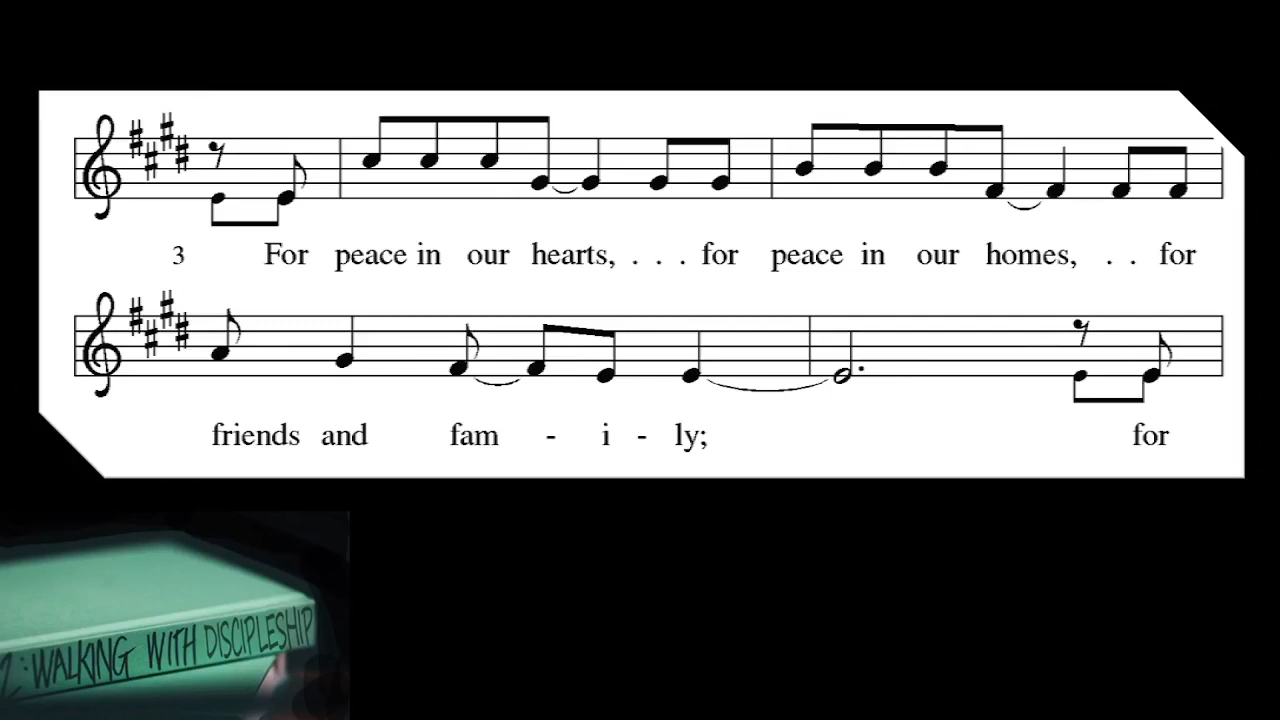 3 For peace in our hearts, . . . for peace in our homes, . . for
friends and fam - i - ly; for
2: WALKING WITH DISCIPLESHIP